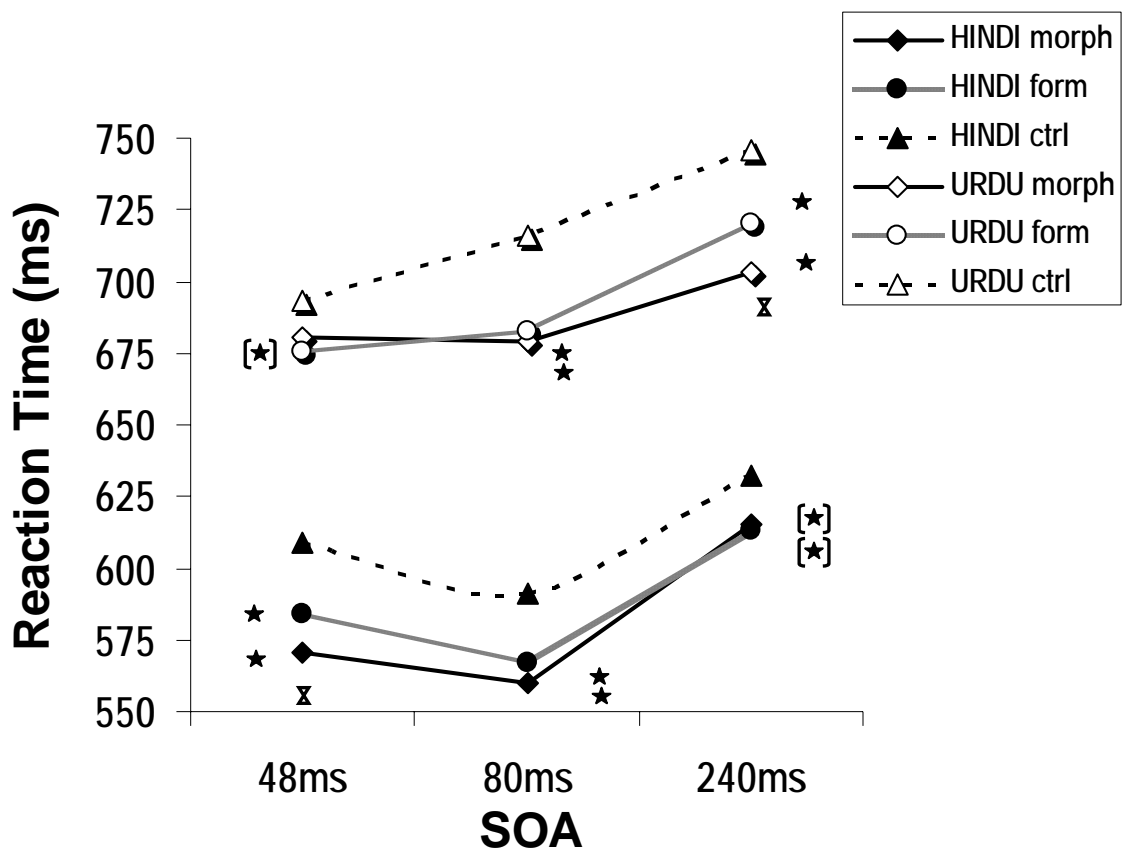 HINDI morph
HINDI form
HINDI ctrl
URDU morph
URDU form
URDU ctrl
Reaction Time (ms)
750
725
700
675
650
625
600
575
550
48ms 80ms 240ms
SOA